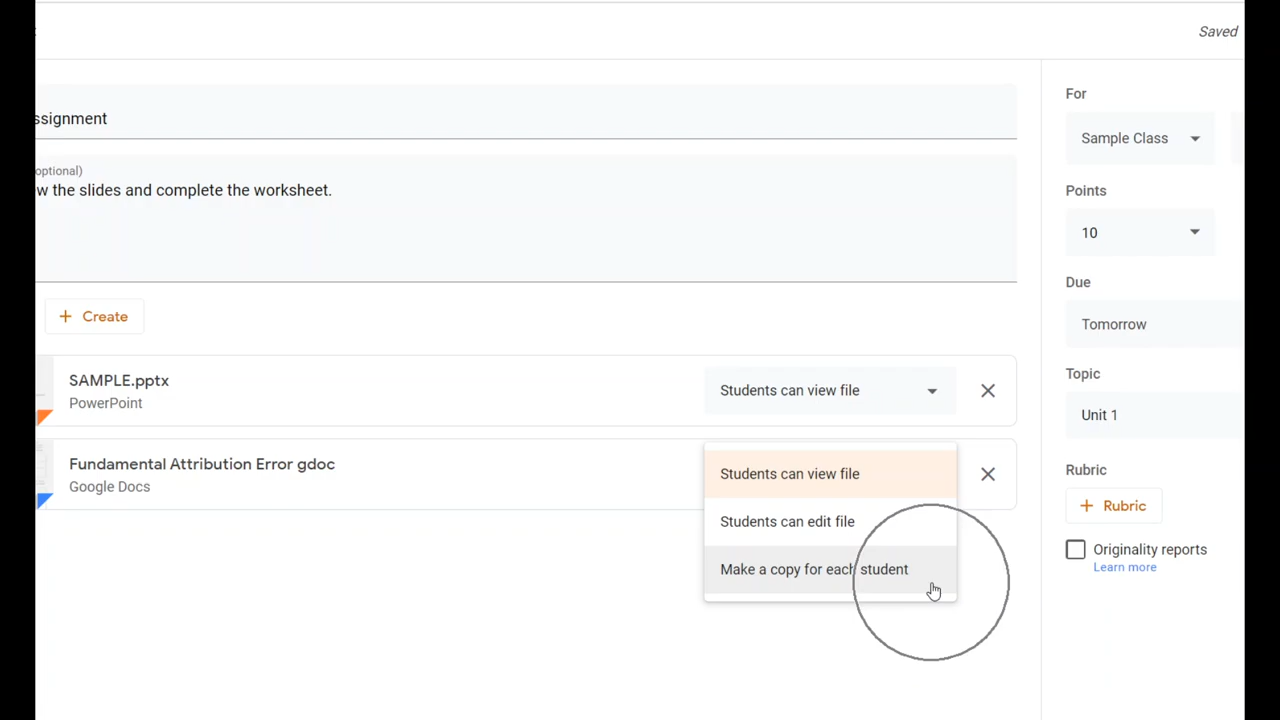 Saved
ssignment
optional)
w the slides and complete the worksheet.
+ Create
SAMPLE.pptx
PowerPoint
Students can view file
Fundamental Attribution Error gdoc
Google Docs
Students can view file
Students can edit file
Make a copy for each student
For
Sample Class
Points
10
Due
Tomorrow
Topic
Unit 1
Rubric
+ Rubric
Originality reports
Learn more